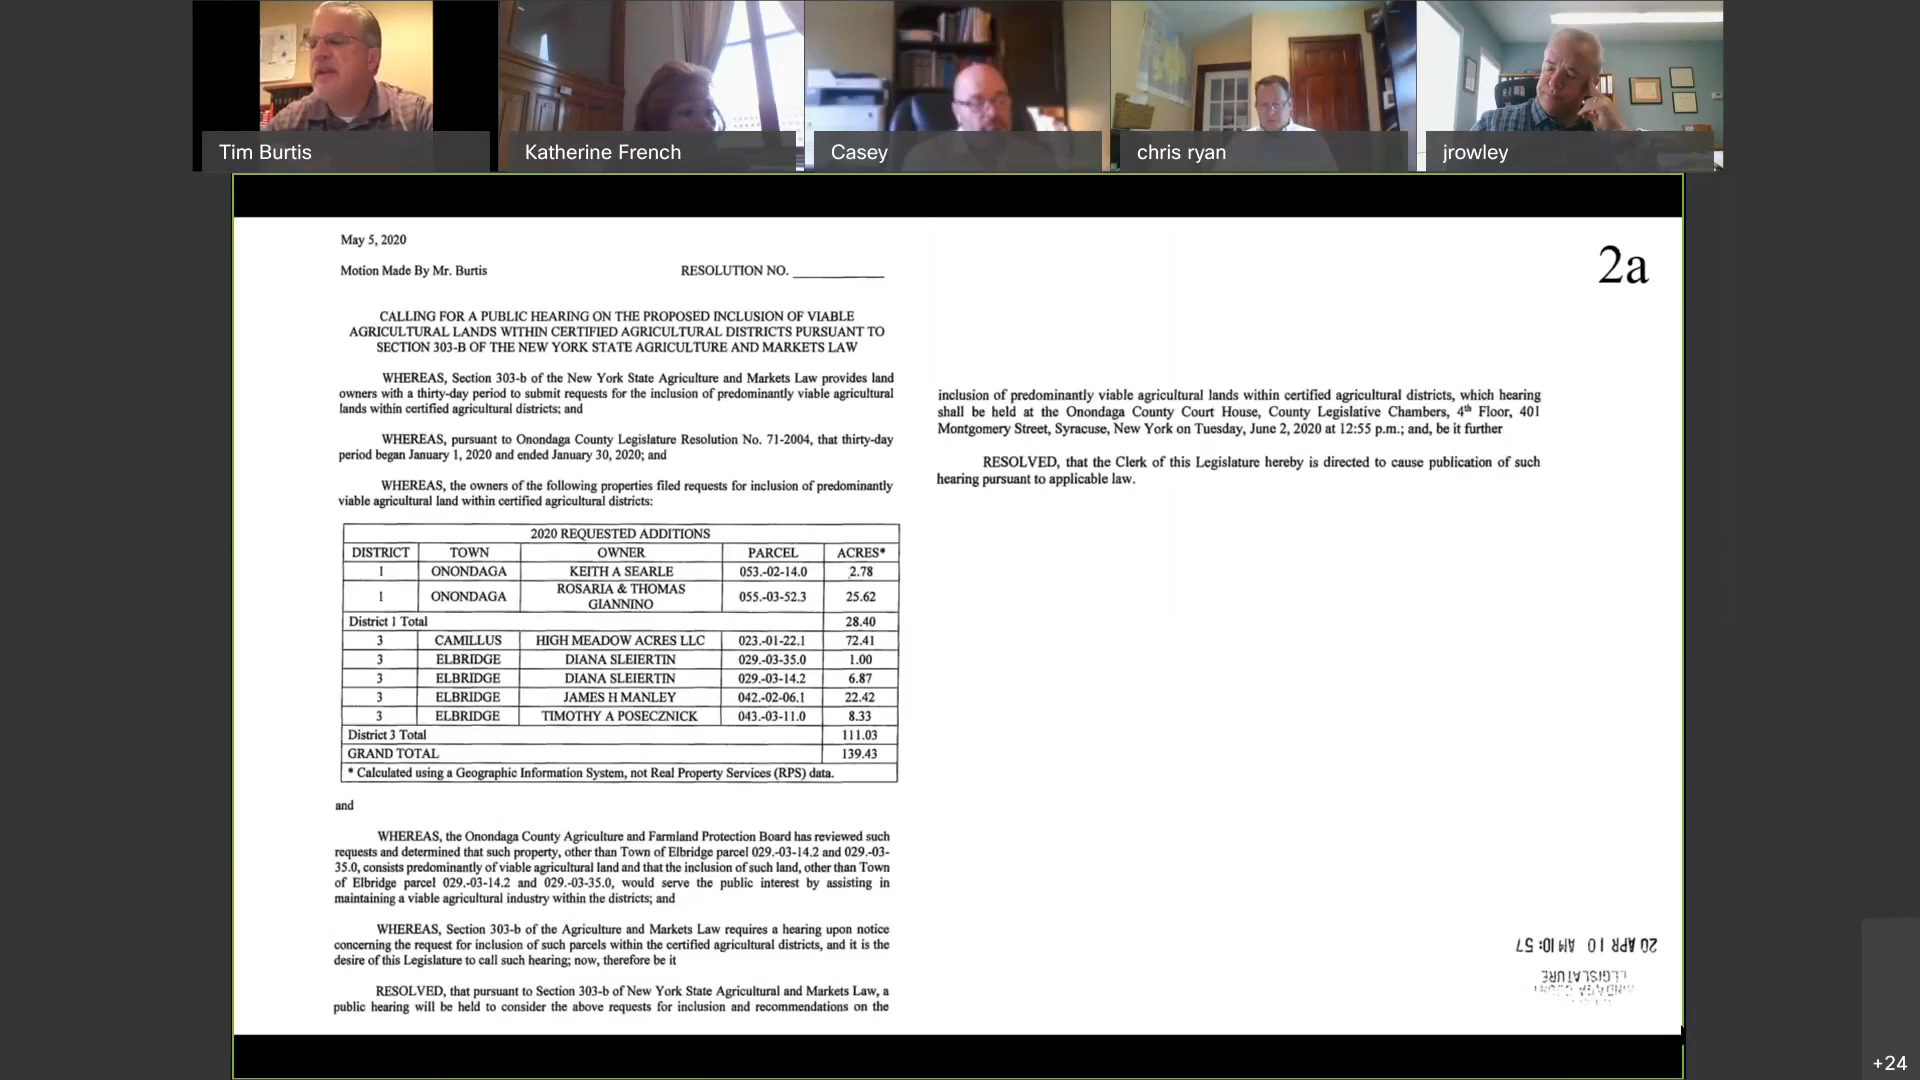 Tim Burtis
Katherine French
Casey
chris ryan
jrowley
May 5, 2020
Motion Made By Mr. Burtis RESOLUTION NO. ____________
2a
CALLING FOR A PUBLIC HEARING ON THE PROPOSED INCLUSION OF VIABLE
AGRICULTURAL LANDS WITHIN CERTIFIED AGRICULTURAL DISTRICTS PURSUANT TO
SECTION 303-B OF THE NEW YORK STATE AGRICULTURE AND MARKETS LAW
WHEREAS, Section 303-b of the New York State Agriculture and Markets Law provides land
owners with a thirty-day period to submit requests for the inclusion of predominantly viable agricultural
lands within certified agricultural districts; and
WHEREAS, pursuant to Onondaga County Legislature Resolution No. 71-2004, that thirty-day
period began January 1, 2020 and ended January 30, 2020; and
WHEREAS, the owners of the following properties filed requests for inclusion of predominantly
viable agricultural land within certified agricultural districts:
2020 REQUESTED ADDITIONS
DISTRICT TOWN OWNER PARCEL ACRES*
1 ONONDAGA KEITH A SEARLE 053.-02-14.0 2.78
1 ONONDAGA ROSARIA & THOMAS GIANNINO 055.-03-52.3 25.62
District 1 Total 28.40
3 CAMILLUS HIGH MEADOW ACRES LLC 023.-01-22.1 72.41
3 ELBRIDGE DIANA SLEIERTIN 029.-03-35.0 1.00
3 ELBRIDGE DIANA SLEIERTIN 029.-03-14.2 6.87
3 ELBRIDGE JAMES H MANLEY 042.-02-06.1 22.42
3 ELBRIDGE TIMOTHY A POSECZNICK 043.-03-11.0 8.33
District 3 Total 111.03
GRAND TOTAL 139.43
* Calculated using a Geographic Information System, not Real Property Services (RPS) data.
and
WHEREAS, the Onondaga County Agriculture and Farmland Protection Board has reviewed such
requests and determined that such property, other than Town of Elbridge parcel 029.-03-14.2 and 029.-03-
35.0, consists predominantly of viable agricultural land and that the inclusion of such land, other than Town
of Elbridge parcel 029.-03-14.2 and 029.-03-35.0, would serve the public interest by assisting in
maintaining a viable agricultural industry within the districts; and
WHEREAS, Section 303-b of the Agriculture and Markets Law requires a hearing upon notice
concerning the request for inclusion of such parcels within the certified agricultural districts, and it is the
desire of this Legislature to call such hearing; now, therefore be it
RESOLVED, that pursuant to Section 303-b of New York State Agricultural and Markets Law, a
public hearing will be held to consider the above requests for inclusion and recommendations on the
inclusion of predominantly viable agricultural lands within certified agricultural districts, which hearing
shall be held at the Onondaga County Court House, County Legislative Chambers, 4th Floor, 401
Montgomery Street, Syracuse, New York on Tuesday, June 2, 2020 at 12:55 p.m.; and, be it further
RESOLVED, that the Clerk of this Legislature hereby is directed to cause publication of such
hearing pursuant to applicable law.
LEGISLATURE
20 APR 10 AM 10:57
+24